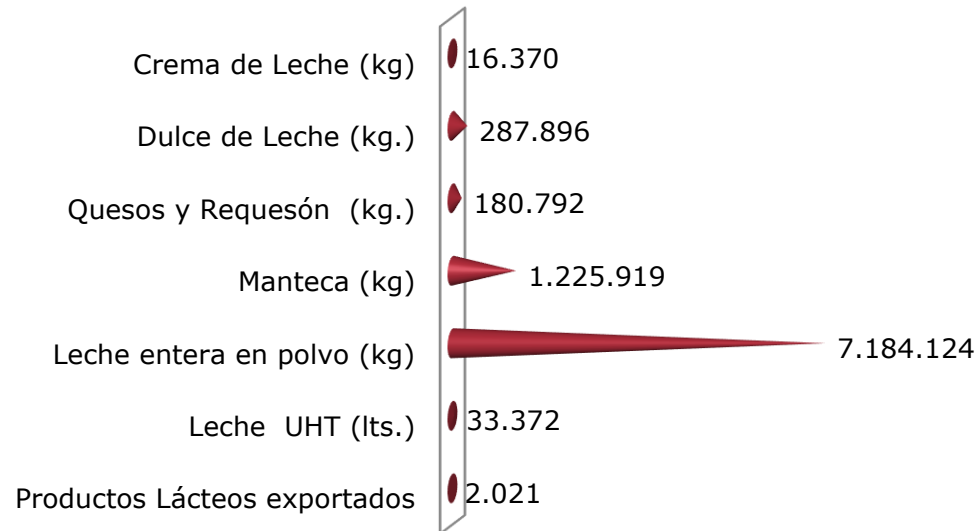 Crema de Leche (kg) 16.370
Dulce de Leche (kg.) 287.896
Quesos y Requesón (kg.) 180.792
Manteca (kg) 1.225.919
Leche entera en polvo (kg) 7.184.124
Leche UHT (lts.) 33.372
Productos Lácteos exportados 2.021